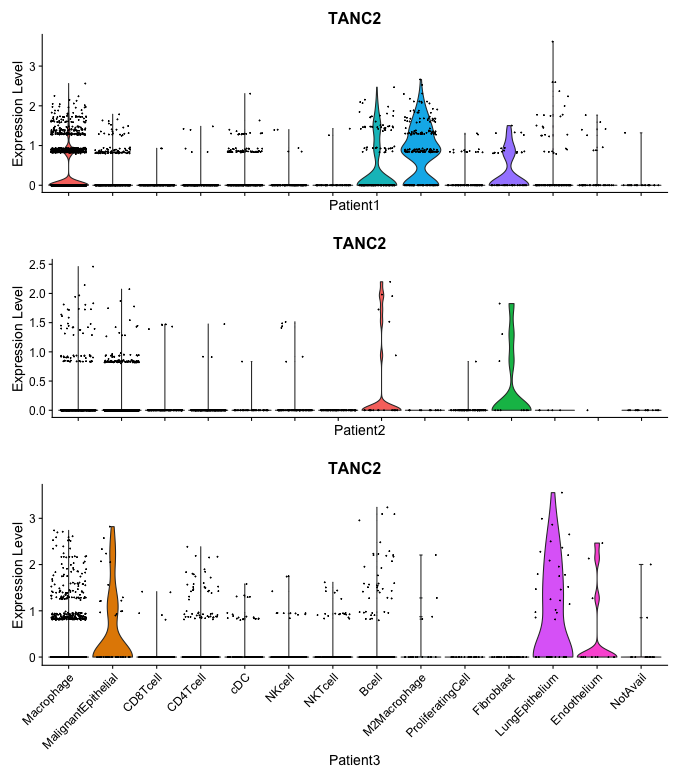 TANC2
Expression Level
3
2
1
0
Patient1
TANC2
Expression Level
2.5
2.0
1.5
1.0
0.5
0.0
Patient2
TANC2
Expression Level
3
2
1
0
Macrophage
MalignantEpithelial
CD8Tcell
CD4Tcell
cDC
NKcell
NKTcell
Bcell
M2Macrophage
ProliferatingCell
Fibroblast
LungEpithelium
Endothelium
NotAvail
Patient3